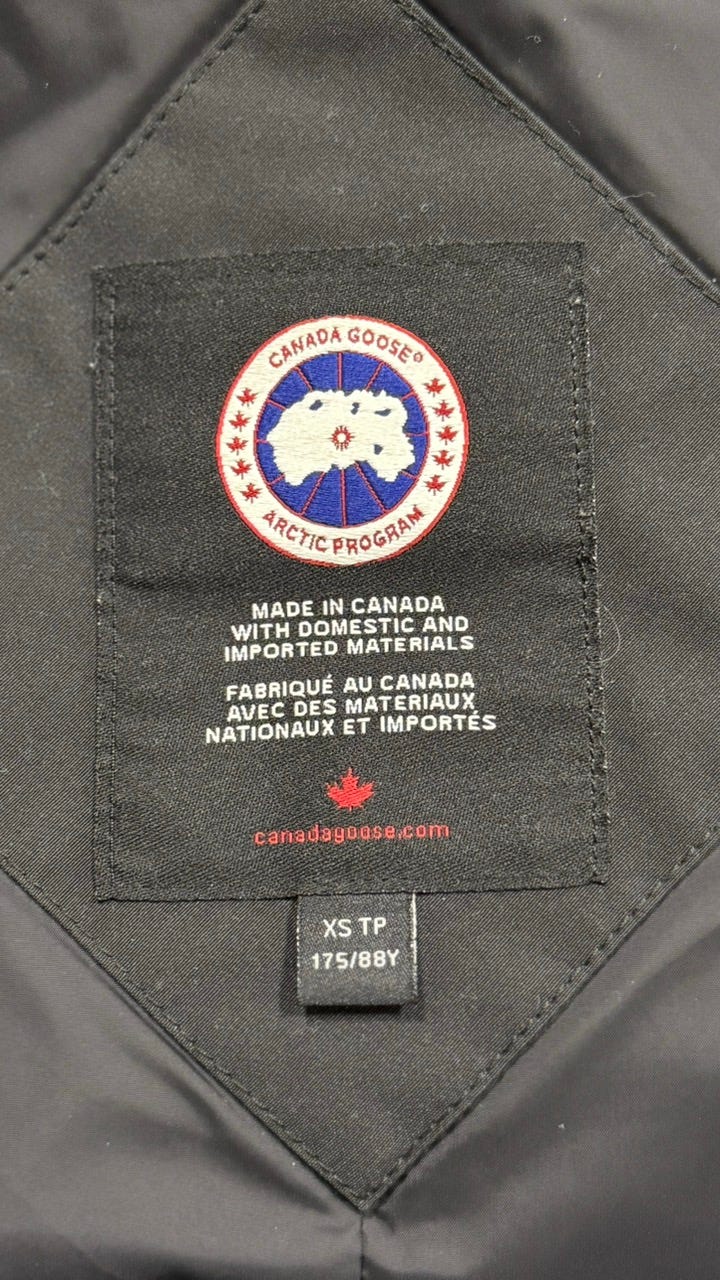 CANADA GOOSE®
ARCTIC PROGRAM
MADE IN CANADA
WITH DOMESTIC AND
IMPORTED MATERIALS
FABRIQUÉ AU CANADA
AVEC DES MATERIAUX
NATIONAUX ET IMPORTÉS
canadagoose.com
XS TP
175/88Y